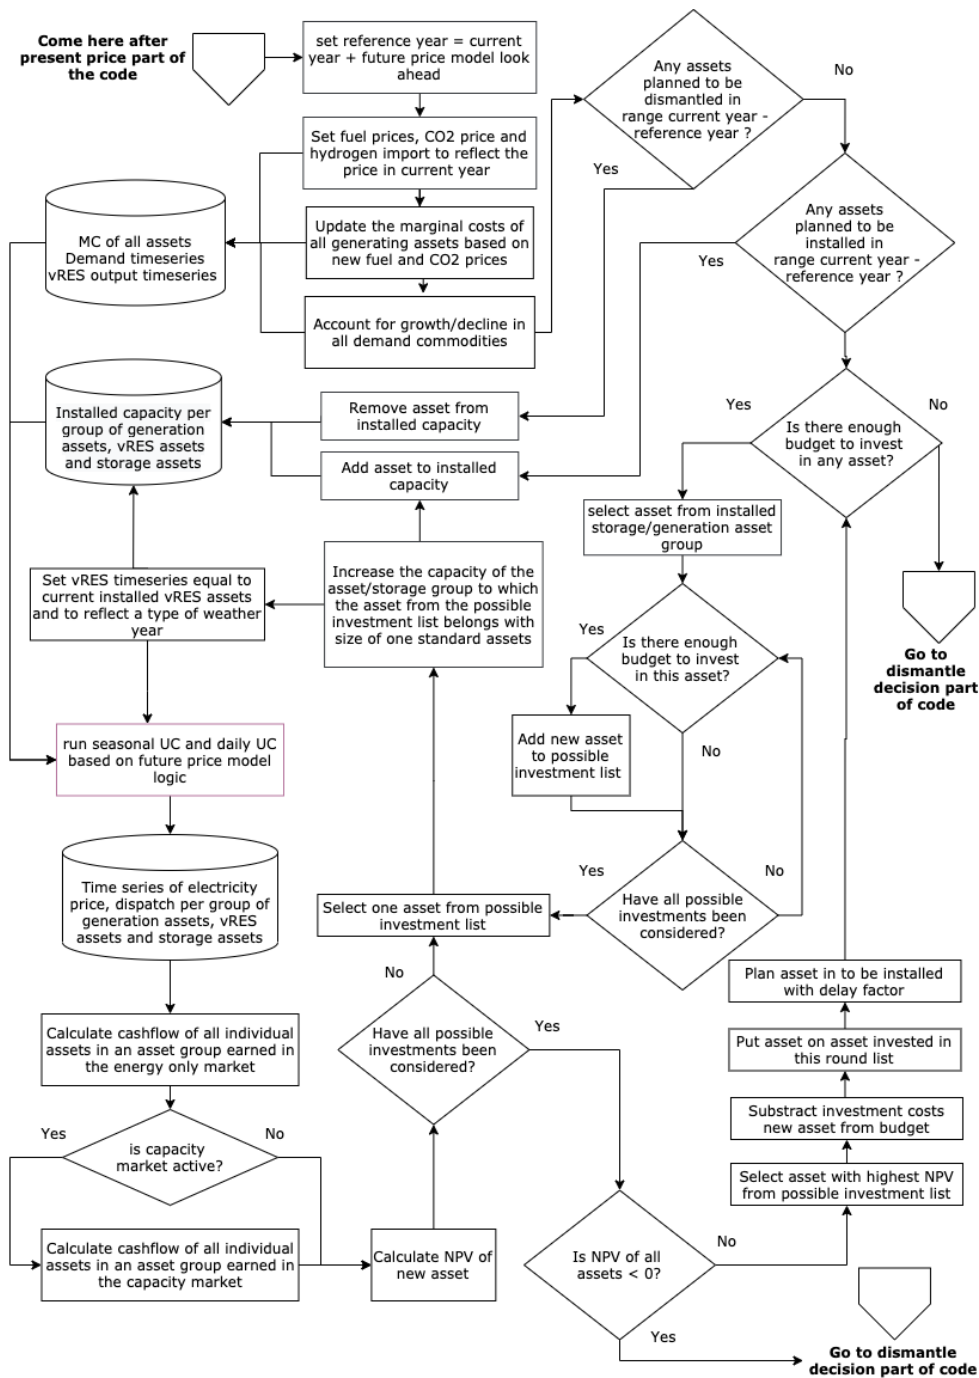 Come here after
present price part of
the code
set reference year = current
year + future price model look
ahead
Any assets
planned to be
dismantled in
range current year -
reference year ?
No
Yes
Set fuel prices, CO2 price and
hydrogen import to reflect the
price in current year
Any assets
planned to be
installed in
range current year -
reference year ?
Yes
MC of all assets
Demand timeseries
vRES output timeseries
Update the marginal costs of
all generating assets based on
new fuel and CO2 prices
Account for growth/decline in
all demand commodities
Installed capacity per
group of generation
assets, vRES assets
and storage assets
Remove asset from
installed capacity
Add asset to installed
capacity
Yes
No
Is there enough
budget to invest
in any asset?
select asset from installed
storage/generation asset
group
Set vRES timeseries equal to
current installed vRES assets
and to reflect a type of weather
year
Increase the capacity of the
asset/storage group to which
the asset from the possible
investment list belongs with
size of one standard assets
Yes
Is there enough
budget to invest
in this asset?
Go to
dismantle
decision part
of code
run seasonal UC and daily UC
based on future price model
logic
Add new asset
to possible
investment list
No
Time series of electricity
price, dispatch per group of
generation assets, vRES
assets and storage assets
Select one asset from possible
investment list
Yes
No
Have all possible
investments been
considered?
No
Yes
Have all possible
investments been
considered?
Plan asset in to be installed
with delay factor
Put asset on asset invested in
this round list
Substract investment costs
new asset from budget
Select asset with highest NPV
from possible investment list
Calculate cashflow of all individual
assets in an asset group earned in
the energy only market
Yes
No
is capacity
market active?
Calculate cashflow of all individual
assets in an asset group earned in
the capacity market
Calculate NPV of
new asset
Is NPV of all
assets < 0?
No
Yes
Go to dismantle
decision part of code